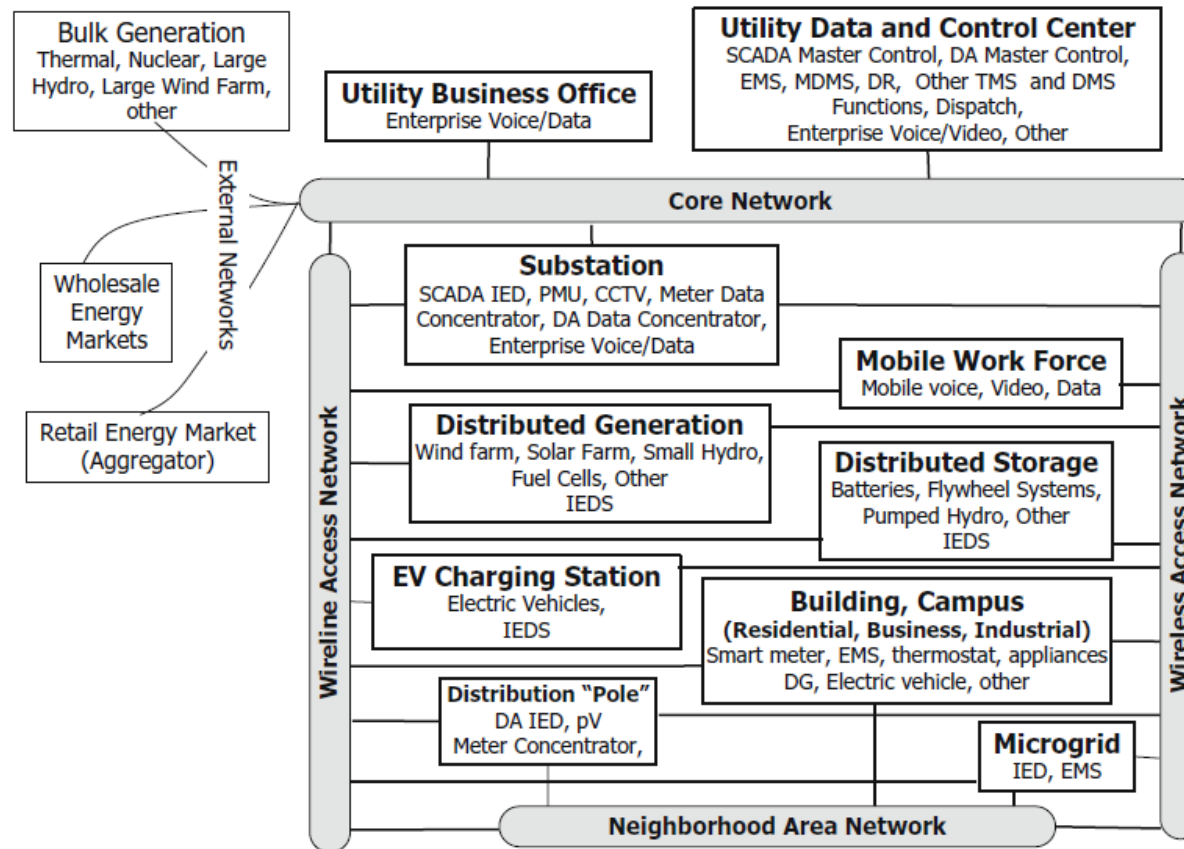 Bulk Generation
Thermal, Nuclear, Large
Hydro, Large Wind Farm,
other
Utility Business Office
Enterprise Voice/Data
Utility Data and Control Center
SCADA Master Control, DA Master Control,
EMS, MDMS, DR, Other TMS and DMS
Functions, Dispatch,
Enterprise Voice/Video, Other
External Networks
Core Network
Wholesale
Energy
Markets
Retail Energy Market
(Aggregator)
Wireline Access Network
Substation
SCADA IED, PMU, CCTV, Meter Data
Concentrator, DA Data Concentrator,
Enterprise Voice/Data
Mobile Work Force
Mobile voice, Video, Data
Distributed Generation
Wind farm, Solar Farm, Small Hydro,
Fuel Cells, Other
IEDS
Distributed Storage
Batteries, Flywheel Systems,
Pumped Hydro, Other
IEDS
EV Charging Station
Electric Vehicles,
IEDS
Building, Campus
(Residential, Business, Industrial)
Smart meter, EMS, thermostat, appliances
DG, Electric vehicle, other
Distribution “Pole”
DA IED, pV
Meter Concentrator,
Microgrid
IED, EMS
Wireless Access Network
Neighborhood Area Network